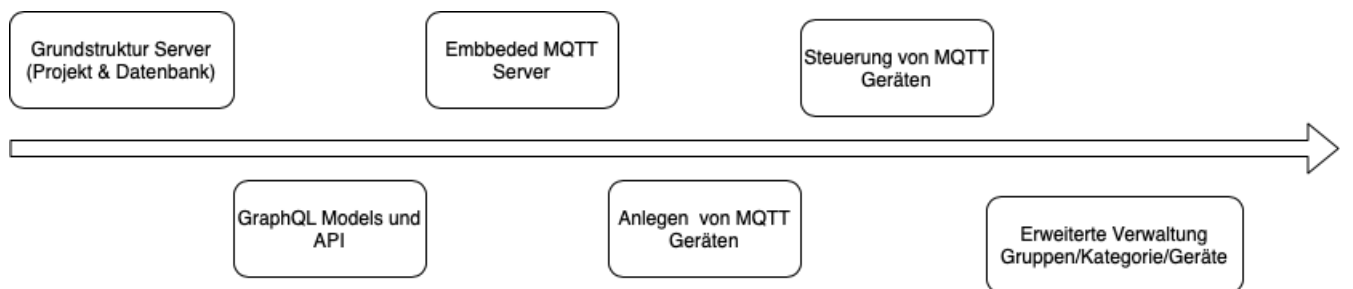 Grundstruktur Server
(Projekt & Datenbank)
GraphQL Models und
API
Embbeded MQTT
Server
Anlegen von MQTT
Geräten
Steuerung von MQTT
Geräten
Erweiterte Verwaltung
Gruppen/Kategorie/Geräte